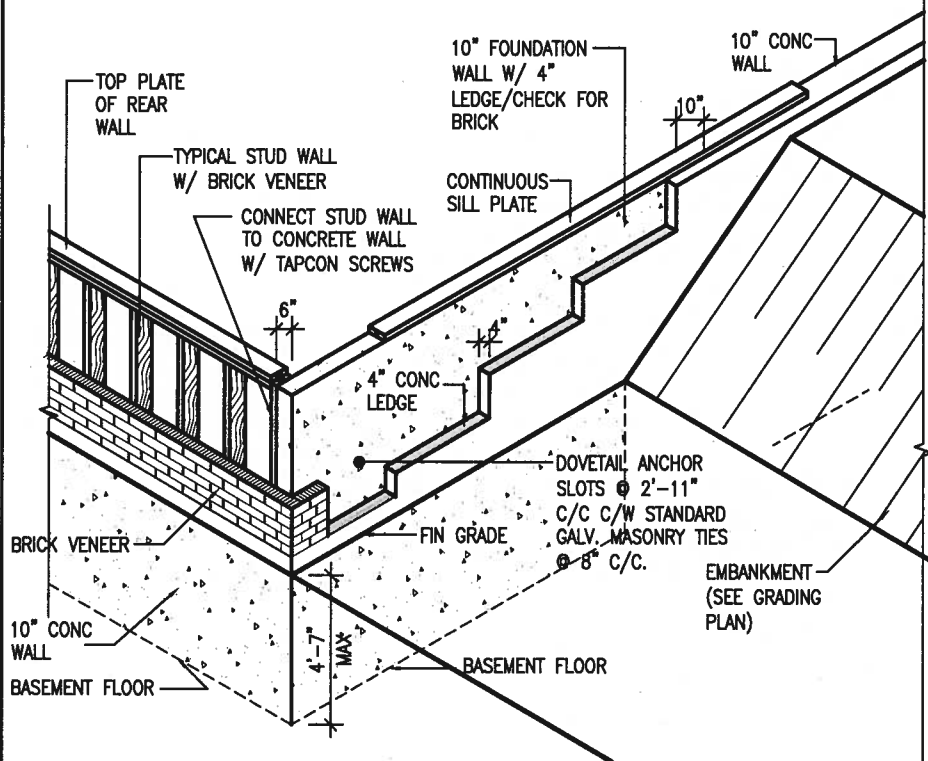 TOP PLATE
OF REAR
WALL
TYPICAL STUD WALL
W/ BRICK VENEER
CONNECT STUD WALL
TO CONCRETE WALL
W/ TAPCON SCREWS
10" FOUNDATION
WALL W/ 4"
LEDGE/CHECK FOR
BRICK
10" CONC
WALL
10"
CONTINUOUS
SILL PLATE
6"
4"
4" CONC
LEDGE
DOVETAIL ANCHOR
SLOTS @ 2'-11"
C/C C/W STANDARD
GALV. MASONRY TIES
@ 8" C/C.
FIN GRADE
BRICK VENEER
EMBANKMENT
(SEE GRADING
PLAN)
10" CONC
WALL
4'-7"
MAX
BASEMENT FLOOR
BASEMENT FLOOR